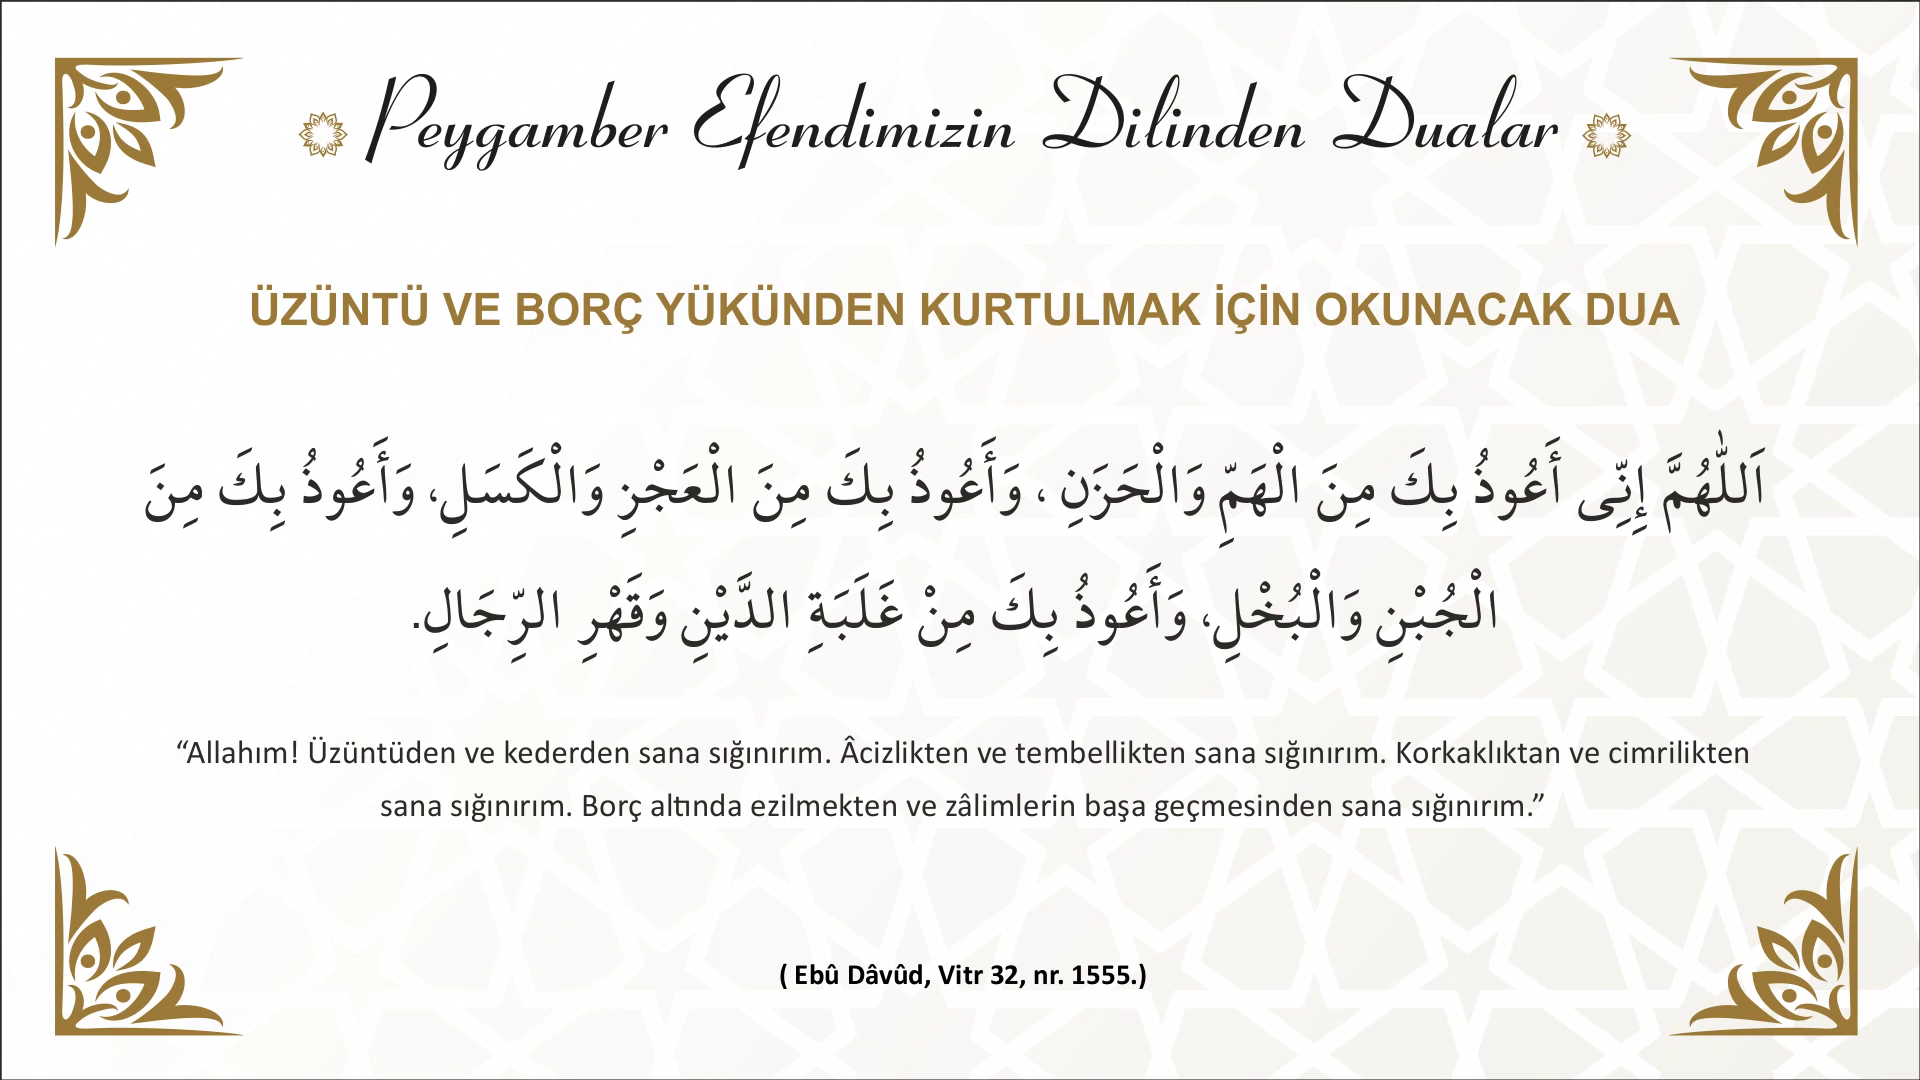 Peygamber Efendimizin Dilinden Dualar
ÜZÜNTÜ VE BORÇ YÜKÜNDEN KURTULMAK İÇİN OKUNACAK DUA
اَللّٰهُمَّ إِنِّى أَعُوذُ بِكَ مِنَ الْهَمِّ وَالْحَزَنِ ، وَأَعُوذُ بِكَ مِنَ الْعَجْزِ وَالْكَسَلِ، وَأَعُوذُ بِكَ مِنَ
الْجُبْنِ وَالْبُخْلِ، وَأَعُوذُ بِكَ مِنْ غَلَبَةِ الدَّيْنِ وَقَهْرِ الرِّجَالِ.
“Allahım! Üzüntüden ve kederden sana sığınırım. Âcizlikten ve tembellikten sana sığınırım. Korkaklıktan ve cimrilikten
sana sığınırım. Borç altında ezilmekten ve zâlimlerin başa geçmesinden sana sığınırım.”
( Ebû Dâvûd, Vitr 32, nr. 1555.)